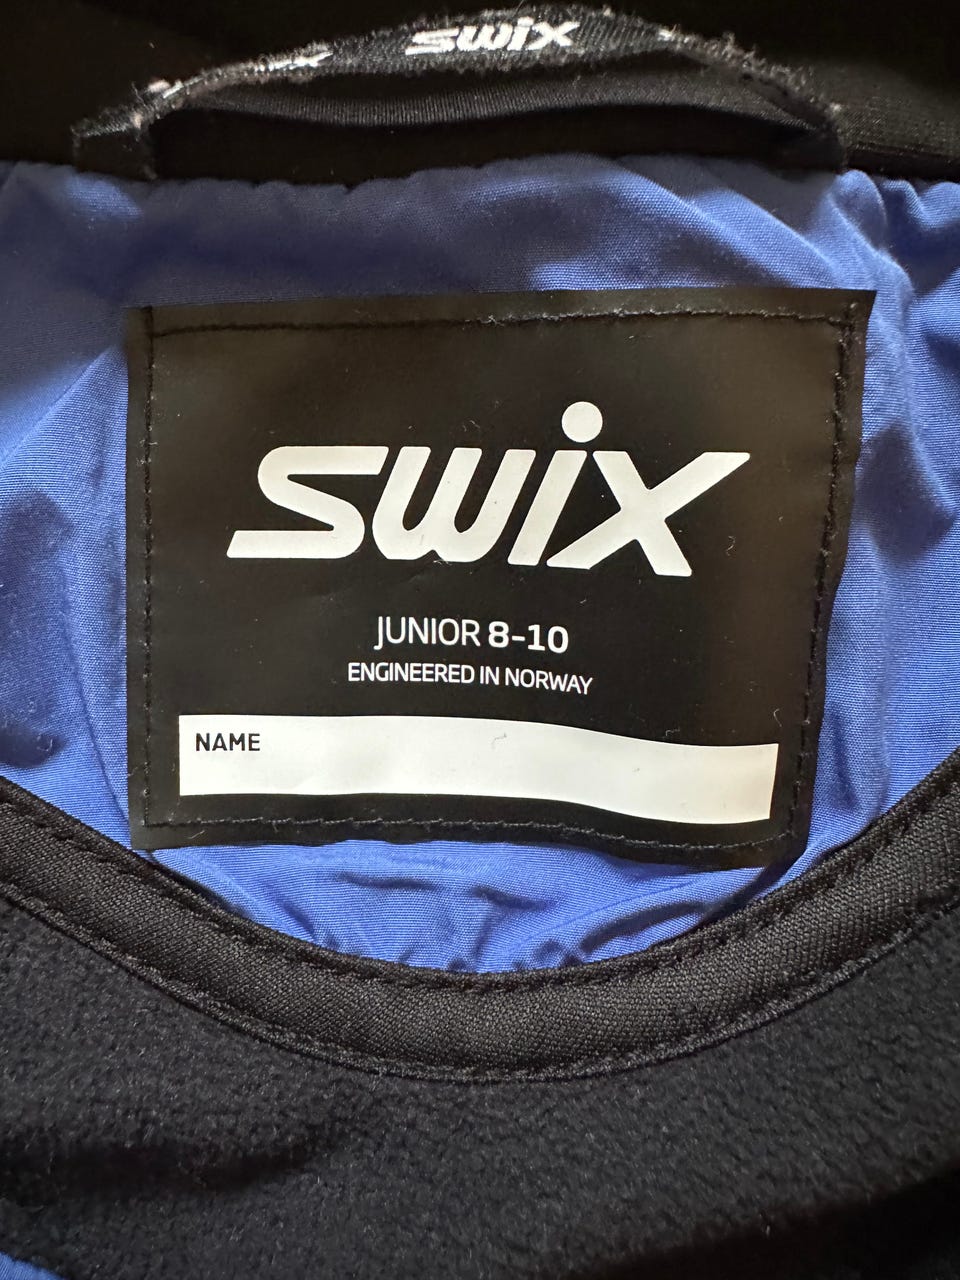 swix
swix
JUNIOR 8-10
ENGINEERED IN NORWAY
NAME